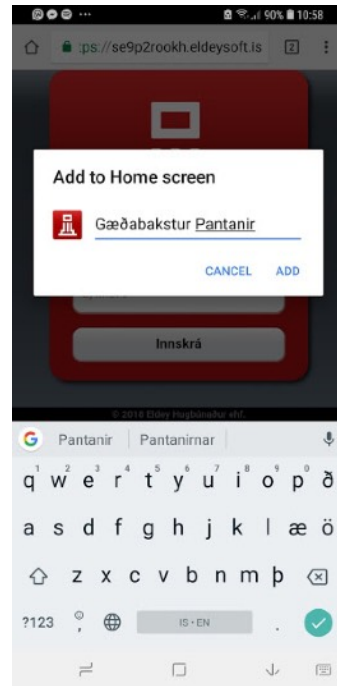 90% 10:58
ps://se9p2rookh.eldeysoft.is 2
Add to Home screen
Gæðabakstur Pantanir
CANCEL ADD
Innskrá
© 2018 Eldey Hugbúnaður ehf.
G Pantanir Pantanirnar
1 2 3 4 5 6 7 8 9 0
q w e r t y u i o p ð
a s d f g h j k l æ ö
z x c v b n m þ
?123 , IS • EN .